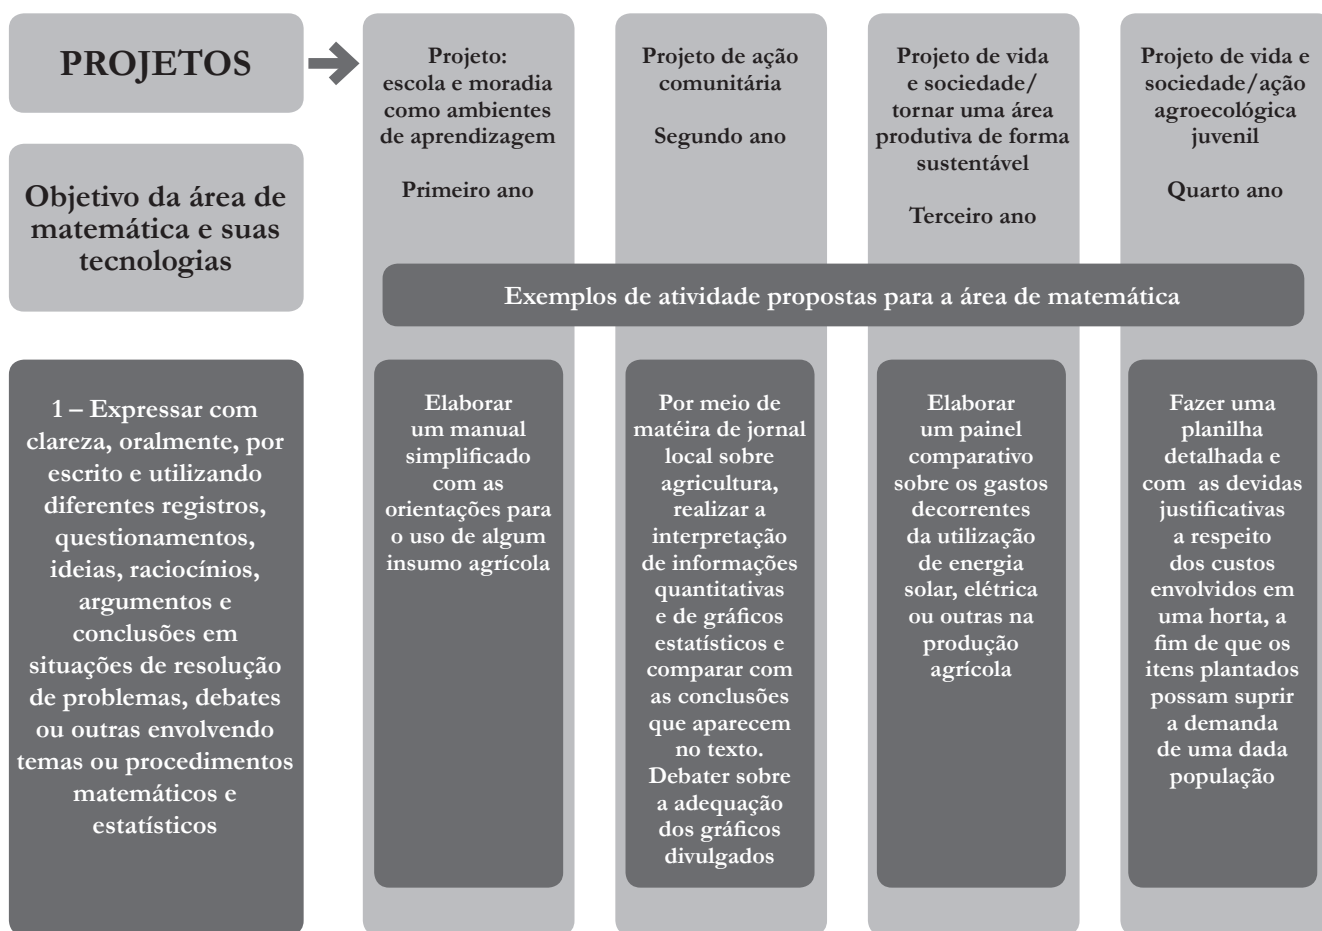 PROJETOS
Projeto:
escola e moradia
como ambientes
de aprendizagem
Primeiro ano
Projeto de ação
comunitária
Segundo ano
Projeto de vida
e sociedade/
tornar uma área
produtiva de forma
sustentável
Terceiro ano
Projeto de vida e
sociedade/ação
agroecológica
juvenil
Quarto ano
Objetivo da área de
matemática e suas
tecnologias
Exemplos de atividade propostas para a área de matemática
1 – Expressar com
clareza, oralmente, por
escrito e utilizando
diferentes registros,
questionamentos,
ideias, raciocínios,
argumentos e
conclusões em
situações de resolução
de problemas, debates
ou outras envolvendo
temas ou procedimentos
matemáticos e
estatísticos
Elaborar
um manual
simplificado
com as
orientações para
o uso de algum
insumo agrícola
Por meio de
matéira de jornal
local sobre
agricultura,
realizar a
interpretação
de informações
quantitativas
e de gráficos
estatísticos e
comparar com
as conclusões
que aparecem
no texto.
Debater sobre
a adequação
dos gráficos
divulgados
Elaborar
um painel
comparativo
sobre os gastos
decorrentes
da utilização
de energia
solar, elétrica
ou outras na
produção
agrícola
Fazer uma
planilha
detalhada e
com as devidas
justificativas
a respeito
dos custos
envolvidos em
uma horta, a
fim de que os
itens plantados
possam suprir
a demanda
de uma dada
população